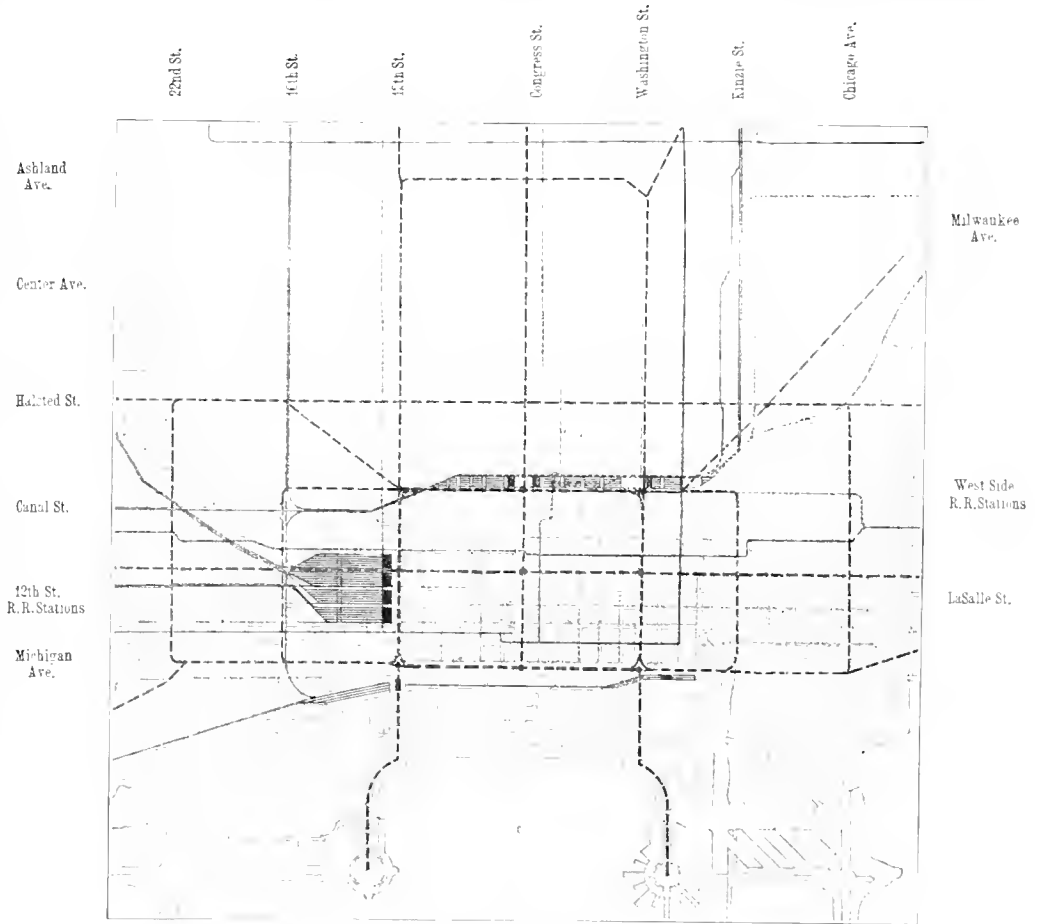 22nd St.
16th St.
12th St.
Congress St.
Washington St.
Kinzie St.
Chicago Ave.
Ashland
Ave.
Milwaukee
Ave.
Center Ave.
Halsted St.
Canal St.
West Side
R.R.Stations
12th St.
R.R.Stations
LaSalle St.
Michigan
Ave.